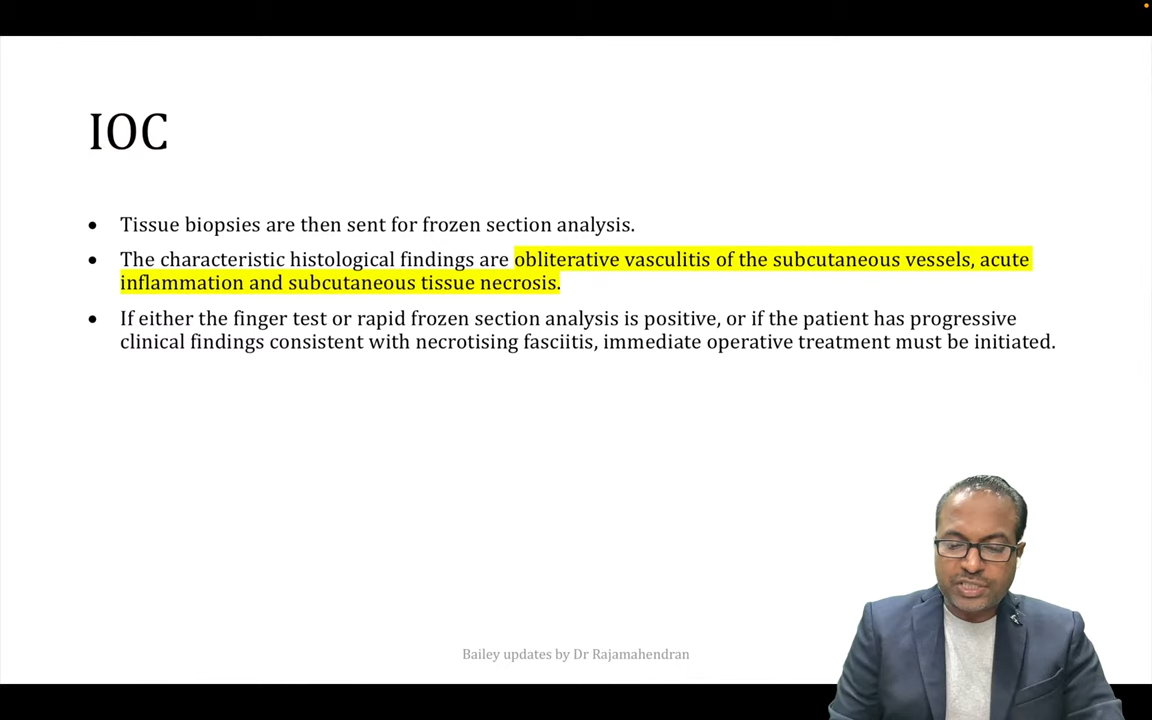 IOC
• Tissue biopsies are then sent for frozen section analysis.
• The characteristic histological findings are obliterative vasculitis of the subcutaneous vessels, acute
inflammation and subcutaneous tissue necrosis.
• If either the finger test or rapid frozen section analysis is positive, or if the patient has progressive
clinical findings consistent with necrotising fasciitis, immediate operative treatment must be initiated.
Bailey updates by Dr Rajamahendran